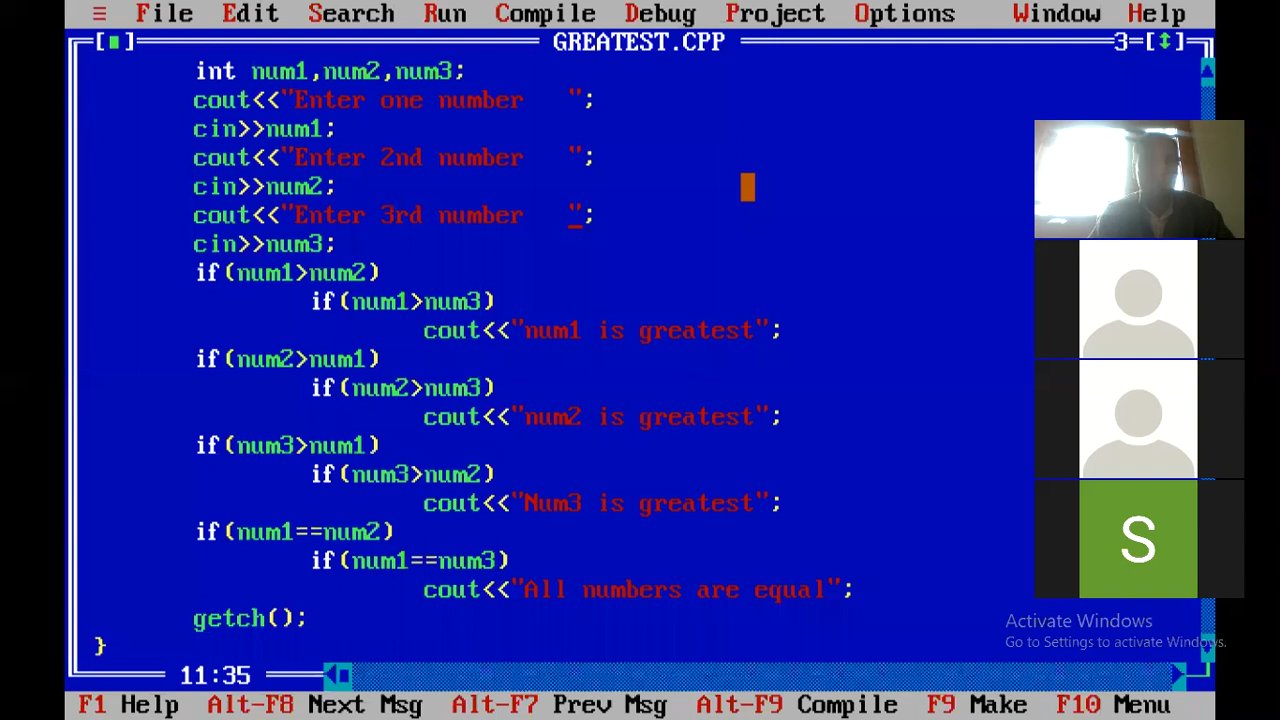 ≡ File Edit Search Run Compile Debug Project Options Window Help
[■] GREATEST.CPP 3=[↕]
int num1,num2,num3;
cout<<"Enter one number   ";
cin>>num1;
cout<<"Enter 2nd number   ";
cin>>num2;
cout<<"Enter 3rd number   ";
cin>>num3;
if(num1>num2)
if(num1>num3)
cout<<"num1 is greatest";
if(num2>num1)
if(num2>num3)
cout<<"num2 is greatest";
if(num3>num1)
if(num3>num2)
cout<<"Num3 is greatest";
if(num1==num2)
if(num1==num3)
cout<<"All numbers are equal";
getch();
}
S
Activate Windows
Go to Settings to activate Windows.
11:35
F1 Help Alt-F8 Next Msg Alt-F7 Prev Msg Alt-F9 Compile F9 Make F10 Menu